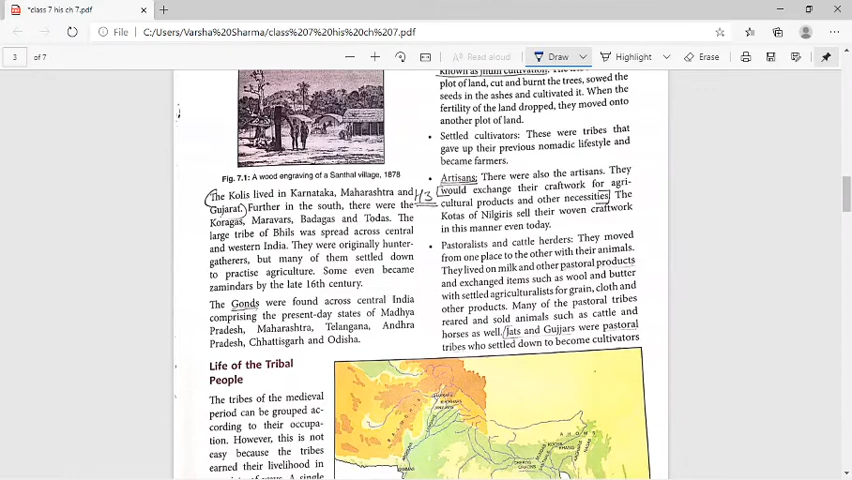 *class 7 his ch 7.pdf
File
C:/Users/Varsha%20Sharma/class%207%20his%20ch%207.pdf
3
of 7
Read aloud
Draw
Highlight
Erase
Fig. 7.1: A wood engraving of a Santhal village, 1878
The Kolis lived in Karnataka, Maharashtra and
Gujarat. Further in the south, there were the
Koragas, Maravars, Badagas and Todas. The
large tribe of Bhils was spread across central
and western India. They were originally hunter-
gatherers, but many of them settled down
to practise agriculture. Some even became
zamindars by the late 16th century.
The Gonds were found across central India
comprising the present-day states of Madhya
Pradesh, Maharashtra, Telangana, Andhra
Pradesh, Chhattisgarh and Odisha.
Life of the Tribal
People
The tribes of the medieval
period can be grouped ac-
cording to their occupa-
tion. However, this is not
easy because the tribes
earned their livelihood in
known as jhum cultivation.
plot of land, cut and burnt the trees, sowed the
seeds in the ashes and cultivated it. When the
fertility of the land dropped, they moved onto
another plot of land.
• Settled cultivators: These were tribes that
gave up their previous nomadic lifestyle and
became farmers.
• Artisans: There were also the artisans. They
H3 would exchange their craftwork for agri-
cultural products and other necessities. The
Kotas of Nilgiris sell their woven craftwork
in this manner even today.
• Pastoralists and cattle herders: They moved
from one place to the other with their animals.
They lived on milk and other pastoral products
and exchanged items such as wool and butter
with settled agriculturalists for grain, cloth and
other products. Many of the pastoral tribes
reared and sold animals such as cattle and
horses as well. Jats and Gujjars were pastoral
tribes who settled down to become cultivators